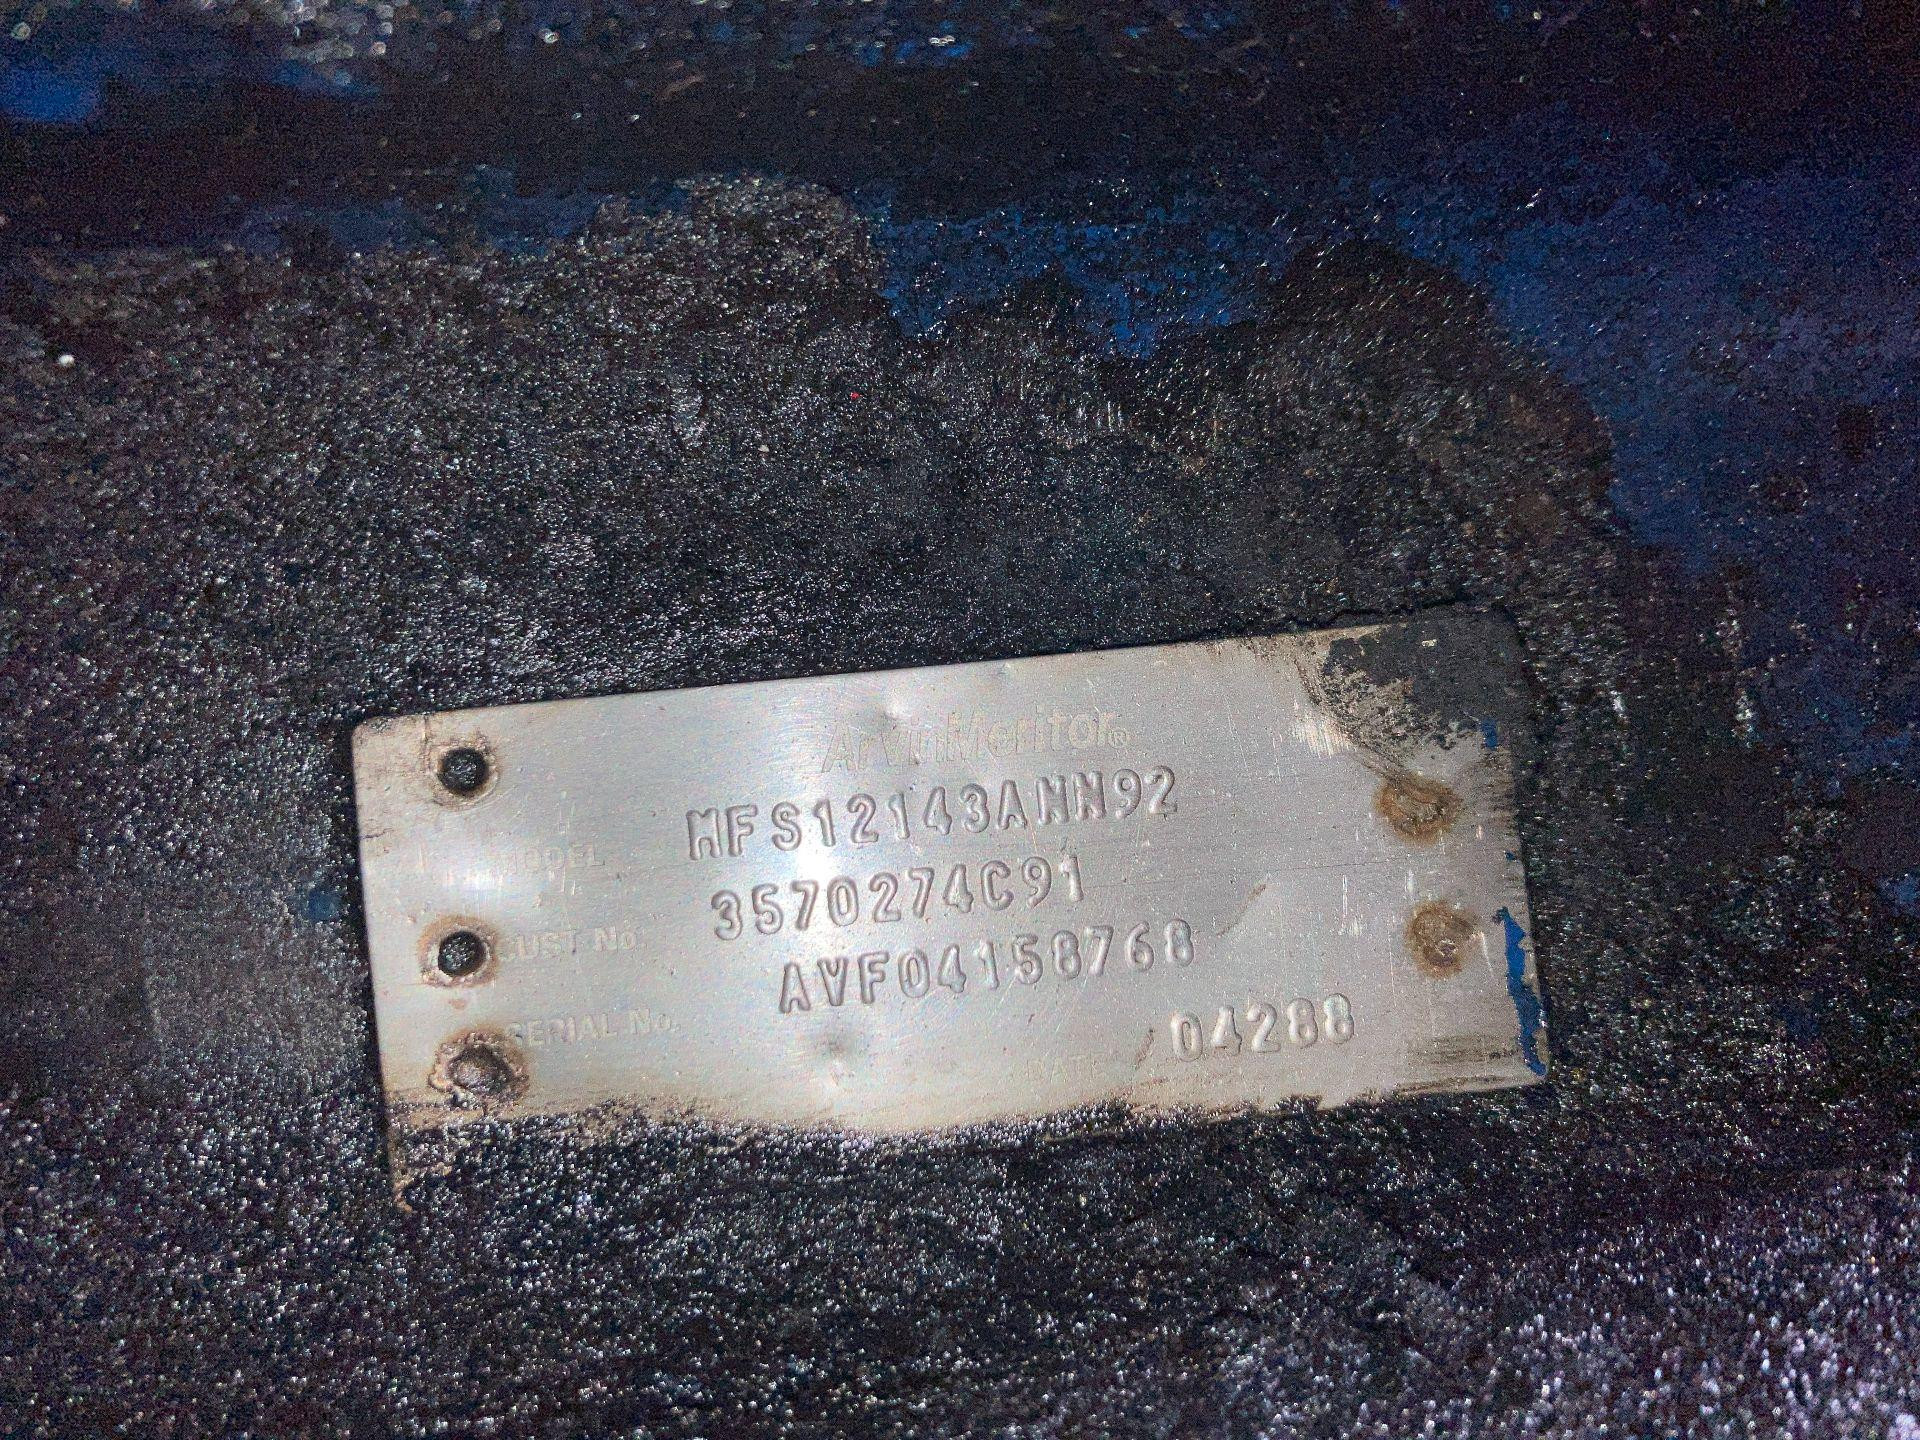 ArvinMeritor®
MODEL MFS12143ANN92
CUST No. 3570274C91
SERIAL No. AVF04158768
DATE 04288